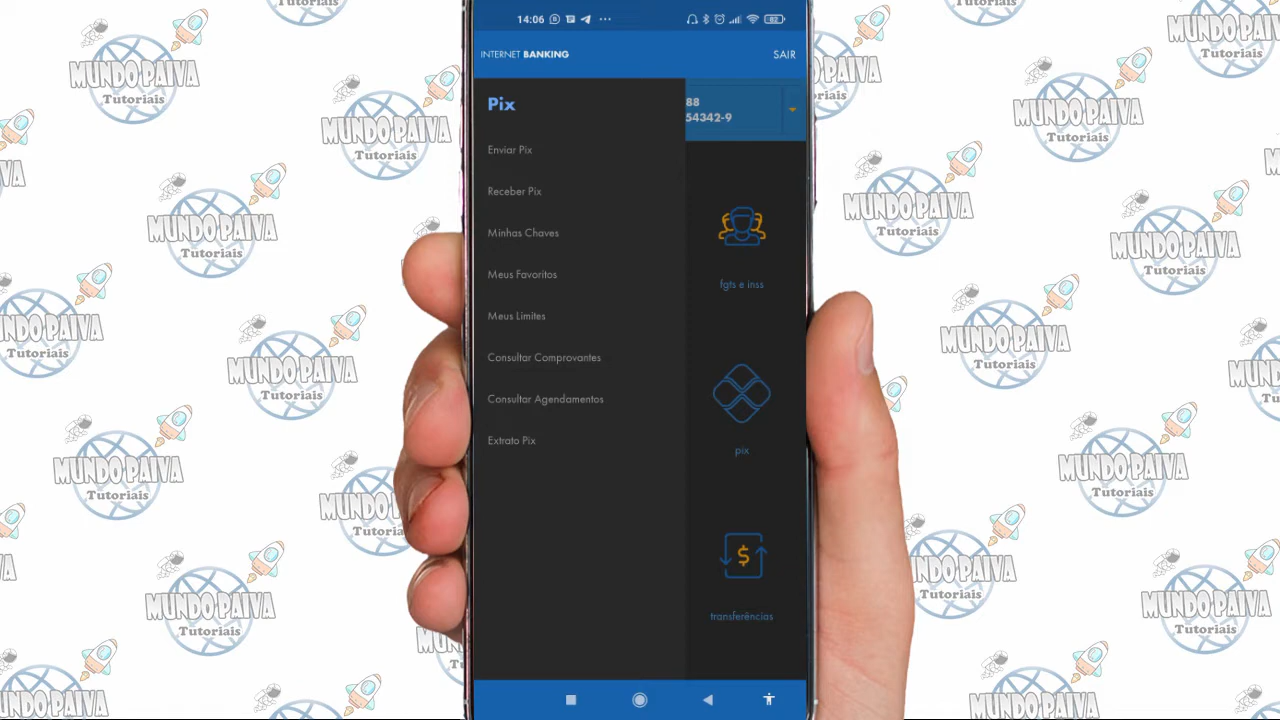 14:06
82
INTERNET BANKING
SAIR
Pix
Enviar Pix
Receber Pix
Minhas Chaves
Meus Favoritos
Meus Limites
Consultar Comprovantes
Consultar Agendamentos
Extrato Pix
88
54342-9
fgts e inss
pix
transferências
MUNDO PAIVA
Tutoriais